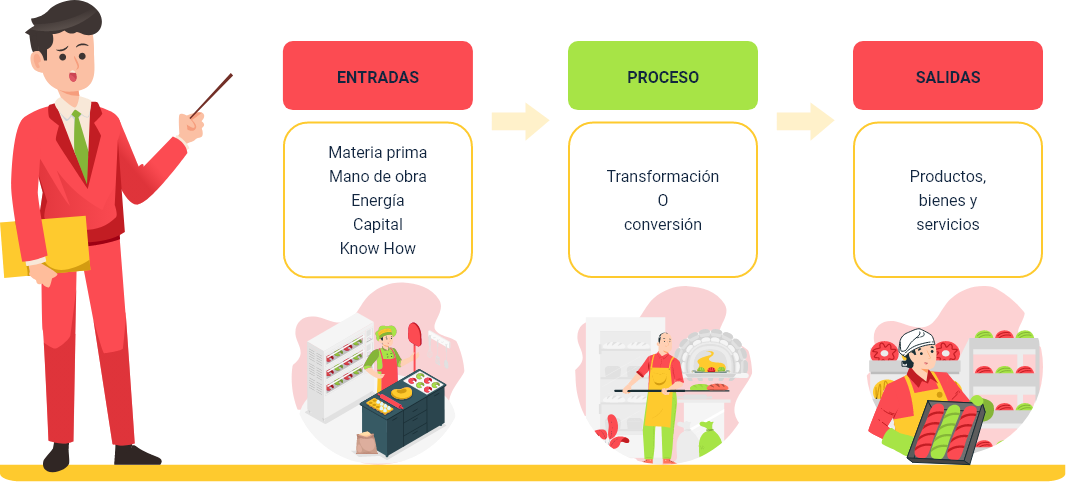 ENTRADAS
Materia prima
Mano de obra
Energía
Capital
Know How
PROCESO
Transformación
O
conversión
SALIDAS
Productos,
bienes y
servicios